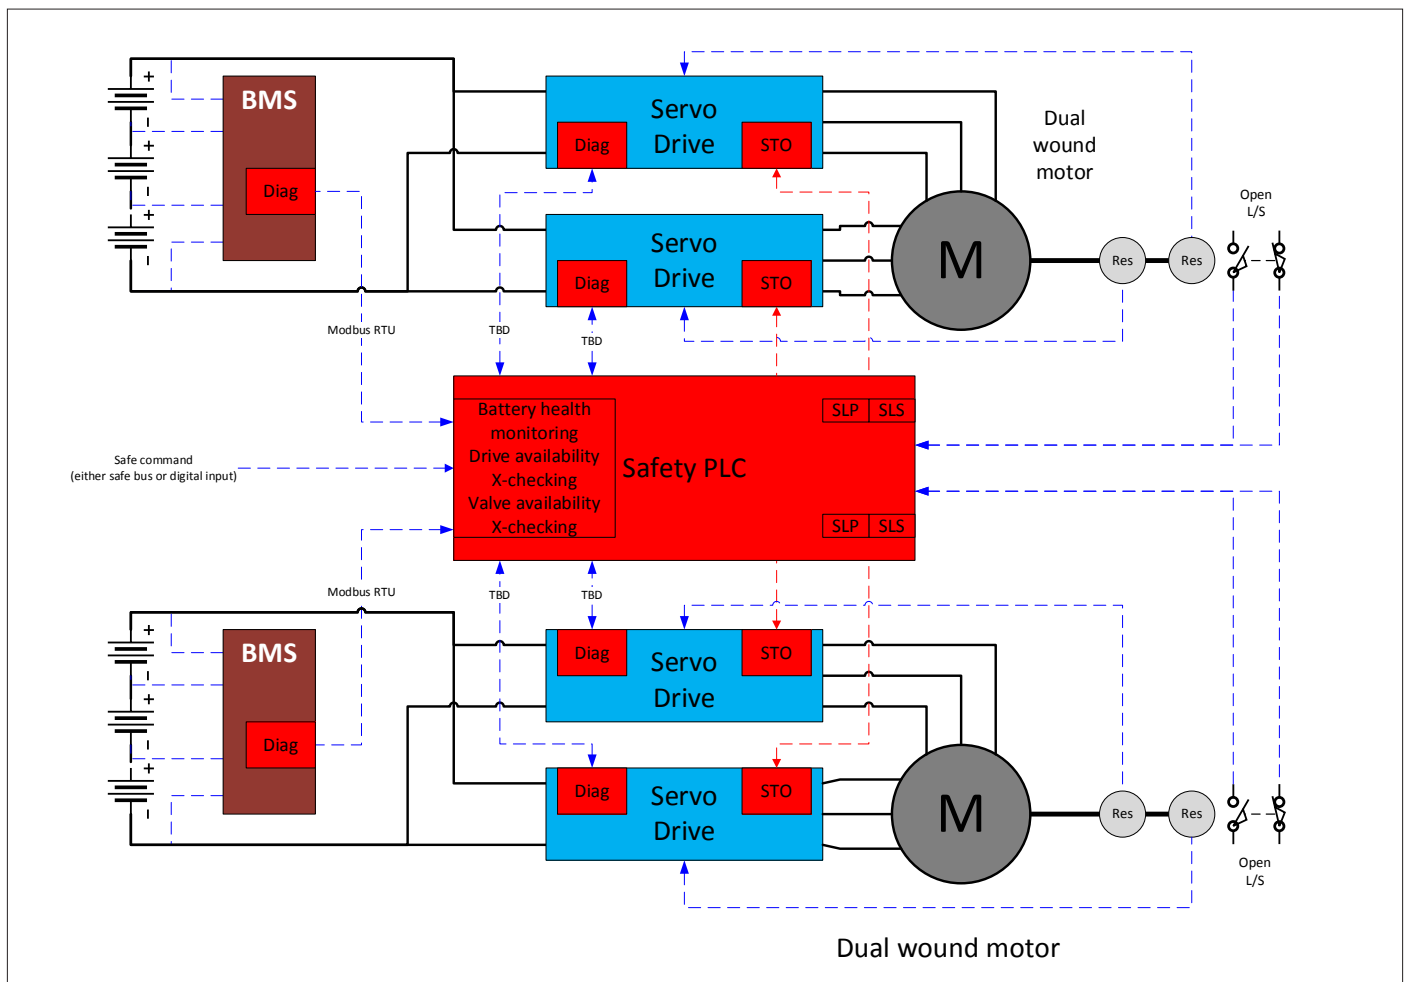 BMS
Diag
+
+
+
Servo
Drive
Diag
STO
Dual
wound
motor
Open
L/S
Servo
Drive
Diag
STO
M
Res
Res
Modbus RTU
TBD
TBD
Battery health
monitoring
Drive availability
X-checking
Valve availability
X-checking
Safety PLC
SLP
SLS
SLP
SLS
Safe command
(either safe bus or digital input)
Modbus RTU
TBD
TBD
BMS
Diag
+
+
+
Diag
STO
Servo
Drive
Diag
STO
Servo
Drive
M
Res
Res
Open
L/S
Dual wound motor